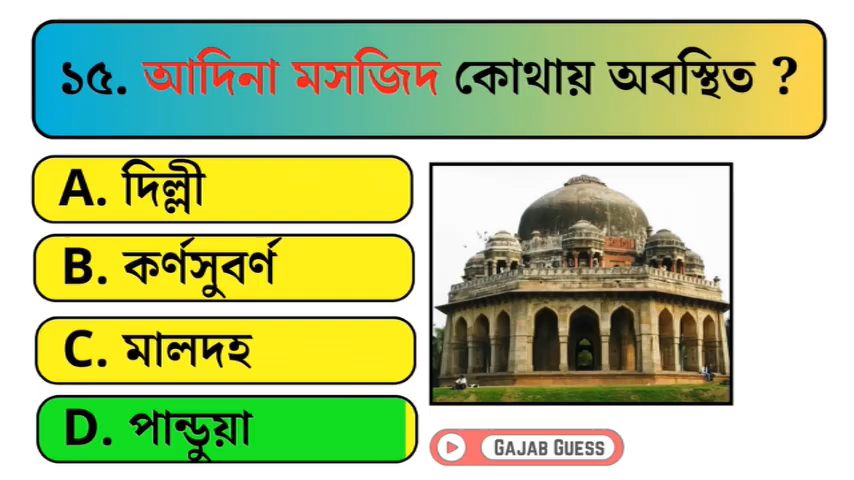 ১৫. আদিনা মসজিদ কোথায় অবস্থিত ?
A. দিল্লী
B. কর্ণসুবর্ণ
C. মালদহ
D. পান্ডুয়া
GAJAB GUESS